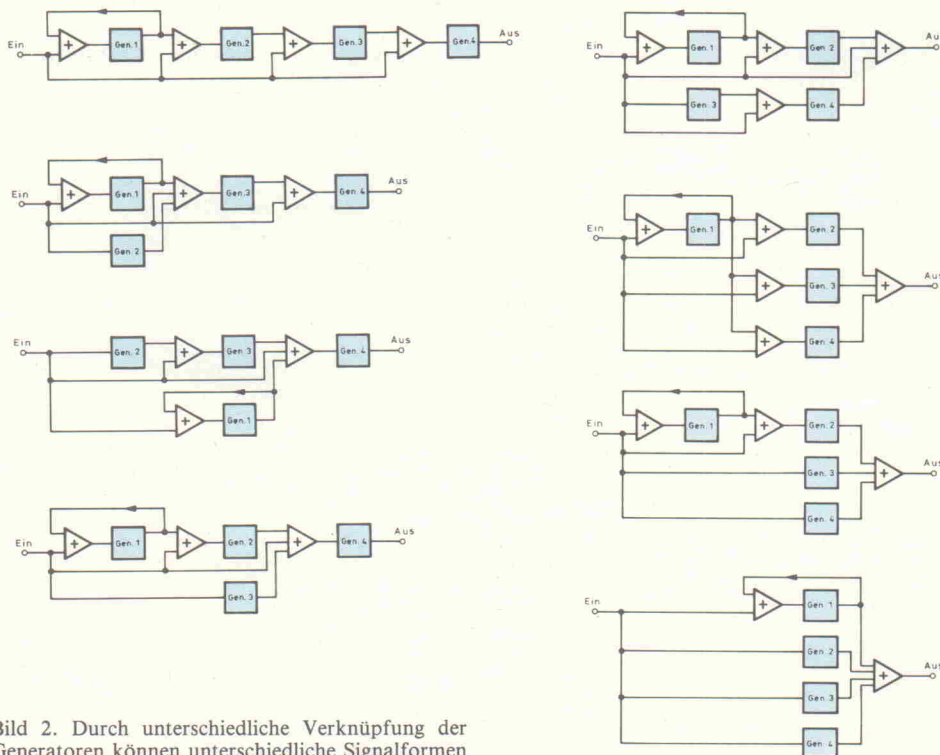 Ein
Gen.1
Gen.2
Gen.3
Gen.4
Aus
Ein
Gen.1
Gen.2
Gen.3
Gen.4
Aus
Ein
Gen.2
Gen.3
Gen.1
Gen.4
Aus
Ein
Gen.1
Gen.2
Gen.3
Gen.4
Aus
Ein
Gen.1
Gen.2
Gen.3
Gen.4
Aus
Ein
Gen.1
Gen.2
Gen.3
Gen.4
Aus
Ein
Gen.1
Gen.2
Gen.3
Gen.4
Aus
Ein
Gen.1
Gen.2
Gen.3
Gen.4
Aus
Bild 2. Durch unterschiedliche Verknüpfung der
Generatoren können unterschiedliche Signalformen